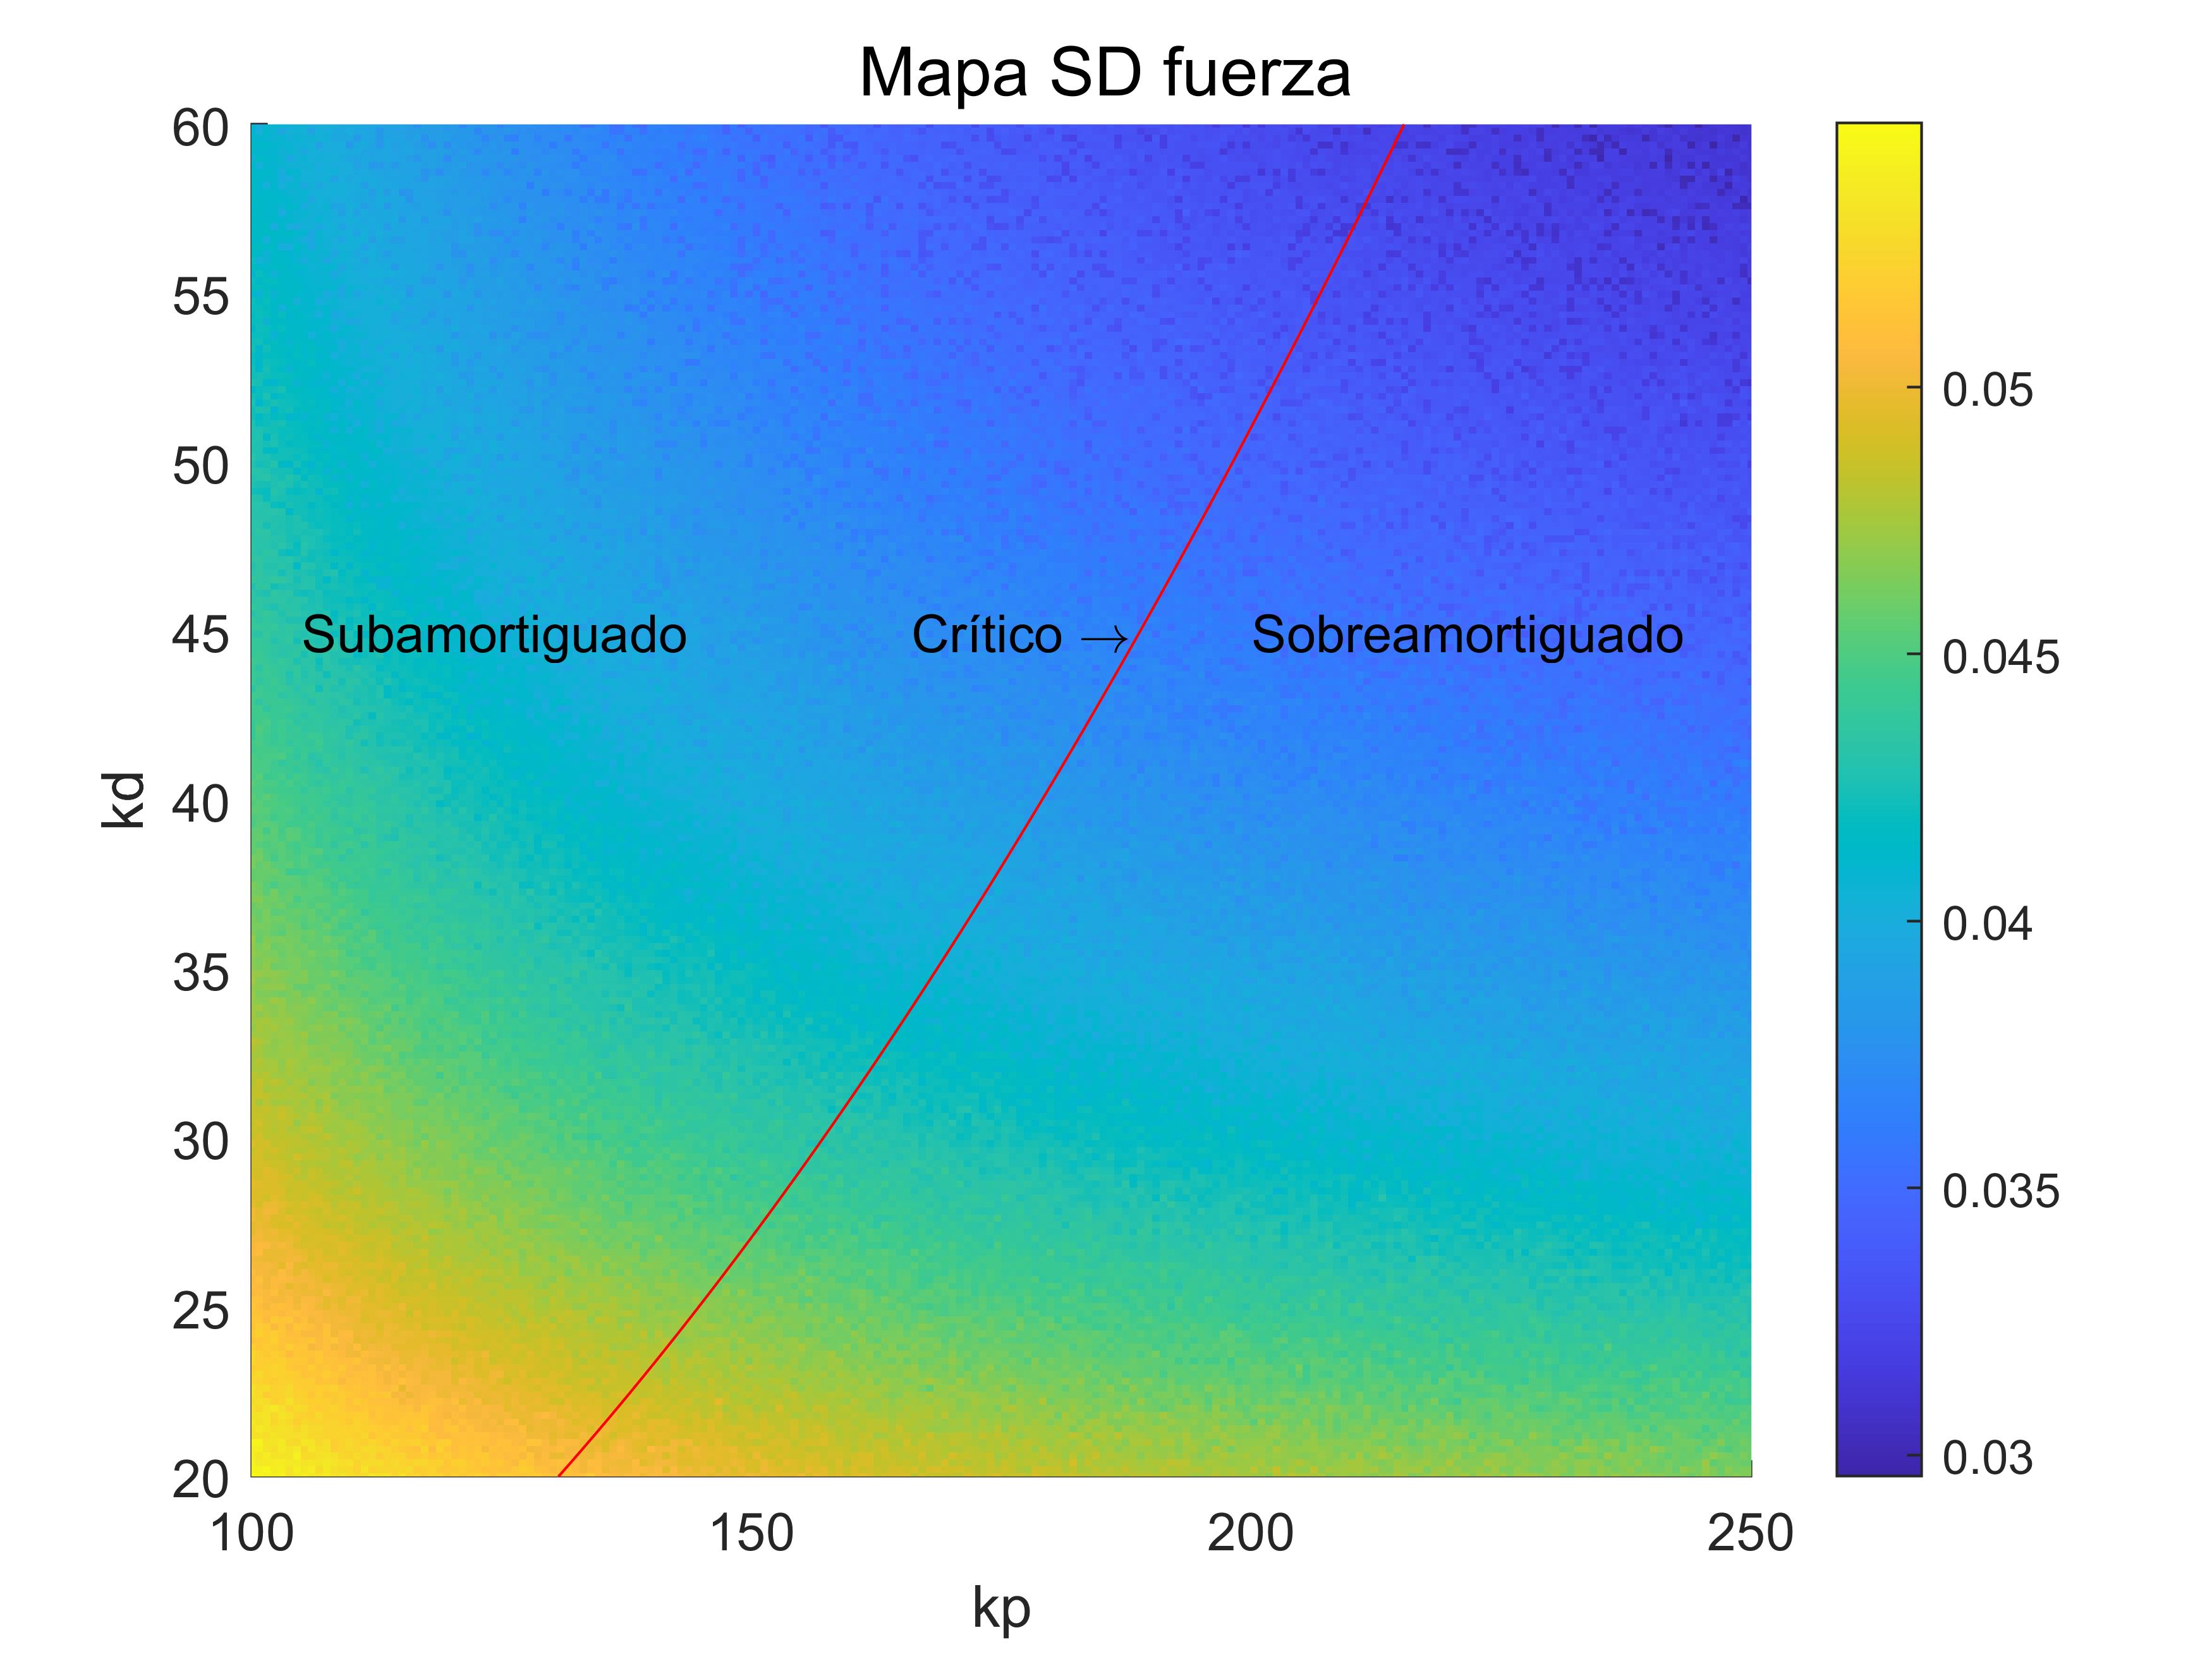 Mapa SD fuerza
60
55
50
45
40
35
30
25
20
kd
Subamortiguado
Crítico →
Sobreamortiguado
100 150 200 250
kp
0.05
0.045
0.04
0.035
0.03